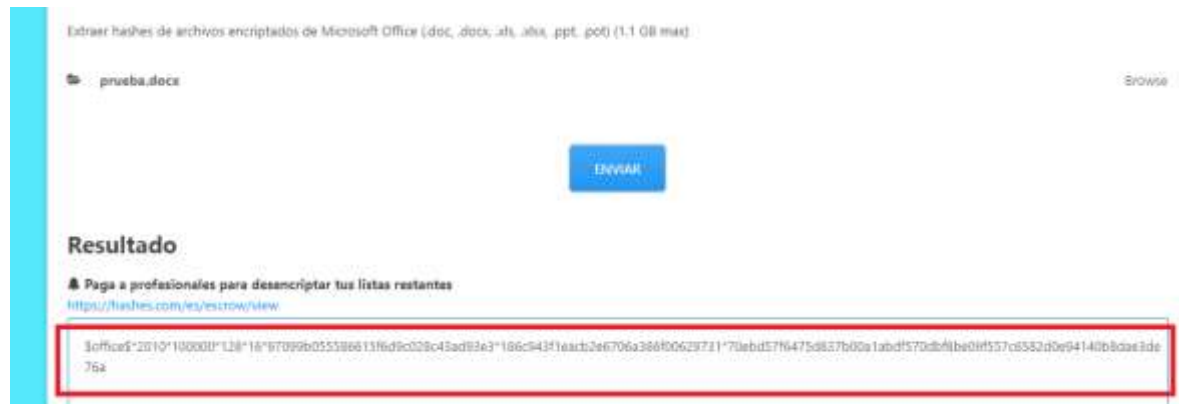 Extraer hashes de archivos encriptados de Microsoft Office (.doc, .docx, .xls, .xlsx, .ppt, .pot) (1.1 GB max)
prueba.docx Browse
ENVIAR
Resultado
Paga a profesionales para desencriptar tus listas restantes
https://hashes.com/es/escrow/view
$office$*2010*100000*128*16*
76a